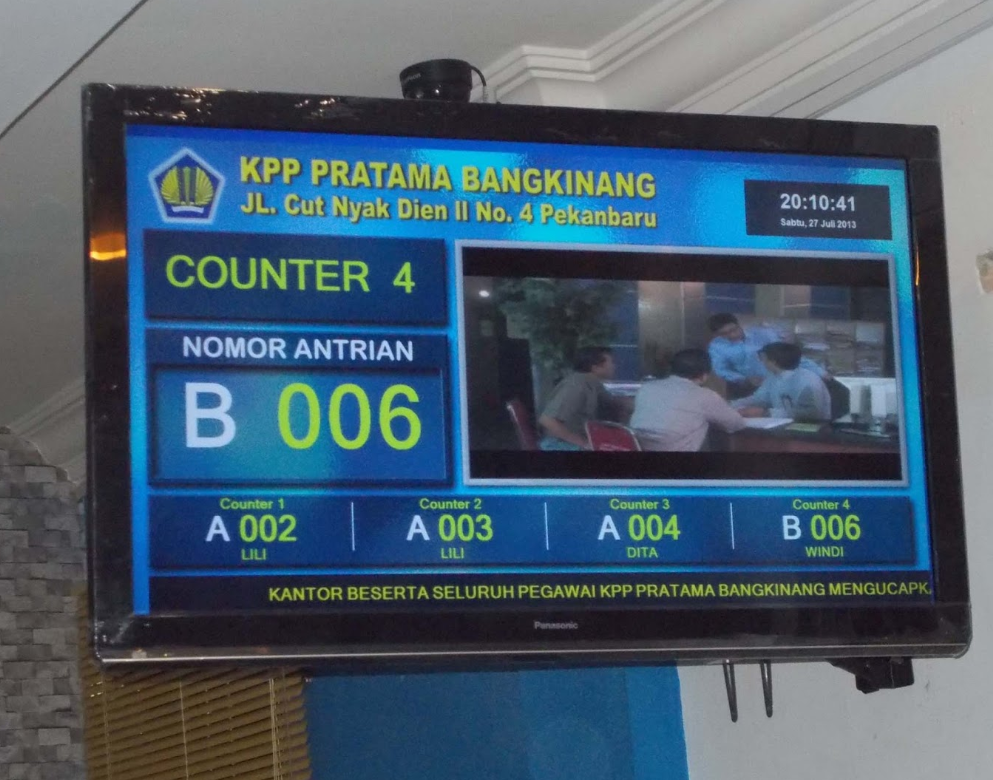 KPP PRATAMA BANGKINANG
JL. Cut Nyak Dien II No. 4 Pekanbaru
20:10:41
Sabtu, 27 Juli 2013
COUNTER 4
NOMOR ANTRIAN
B 006
Counter 1
A 002
LILI
Counter 2
A 003
LILI
Counter 3
A 004
DITA
Counter 4
B 006
WINDI
KANTOR BESERTA SELURUH PEGAWAI KPP PRATAMA BANGKINANG MENGUCAPK
Panasonic